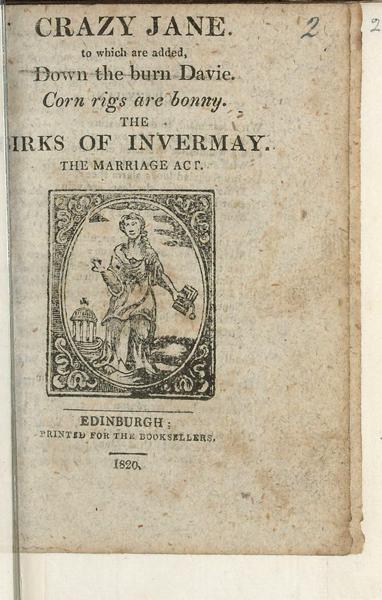 CRAZY JANE.
2
2
to which are added,
Down the burn Davie.
Corn rigs are bonny.
THE
IRKS OF INVERMAY.
THE MARRIAGE ACT.
EDINBURGH:
PRINTED FOR THE BOOKSELLERS,
1820.